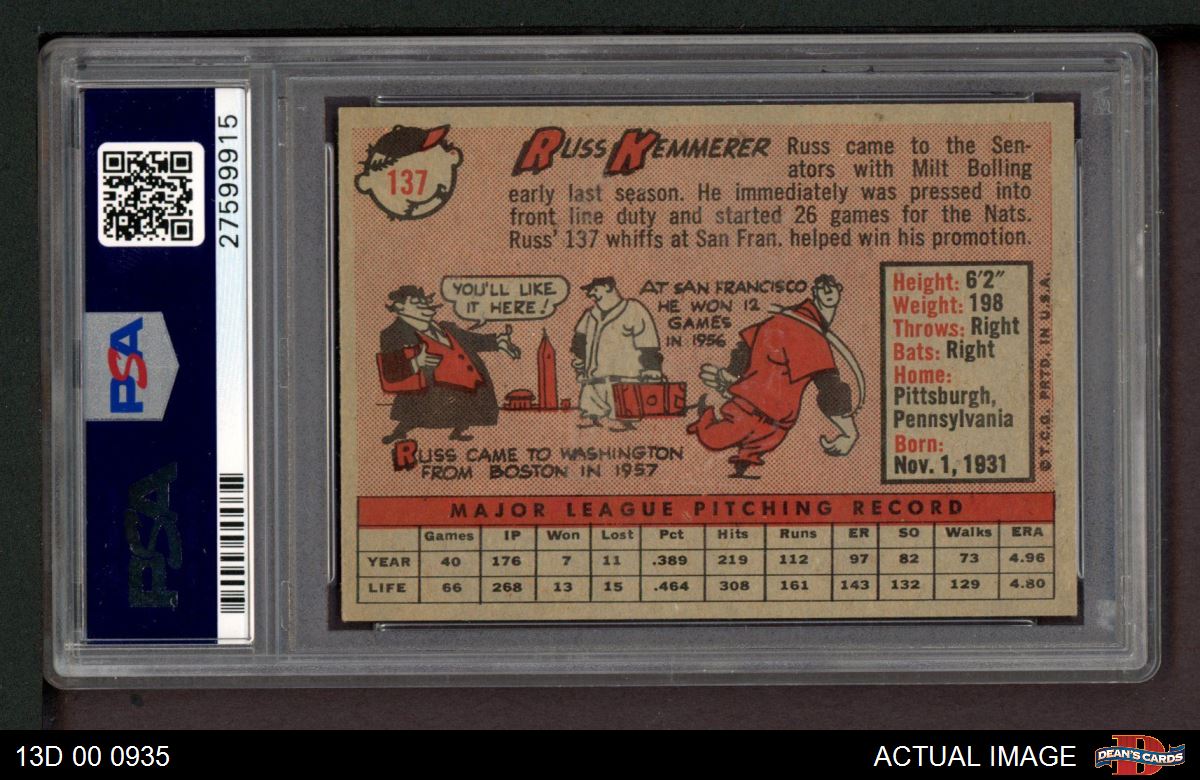 27599915
PSA
PSA
137
RUSS KEMMERER
Russ came to the Sen-
ators with Milt Bolling
early last season. He immediately was pressed into
front line duty and started 26 games for the Nats.
Russ' 137 whiffs at San Fran. helped win his promotion.
YOU'LL LIKE
IT HERE!
AT SAN FRANCISCO
HE WON 12
GAMES
IN 1956
RUSS CAME TO WASHINGTON
FROM BOSTON IN 1957
Height: 6'2"
Weight: 198
Throws: Right
Bats: Right
Home:
Pittsburgh,
Pennsylvania
Born:
Nov. 1, 1931
©T.C.G. PRTD. IN U.S.A.
MAJOR LEAGUE PITCHING RECORD
Games IP Won Lost Pct Hits Runs ER SO Walks ERA
YEAR 40 176 7 11 .389 219 112 97 82 73 4.96
LIFE 66 268 13 15 .464 308 161 143 132 129 4.80
13D 00 0935
ACTUAL IMAGE
DEAN'S CARDS